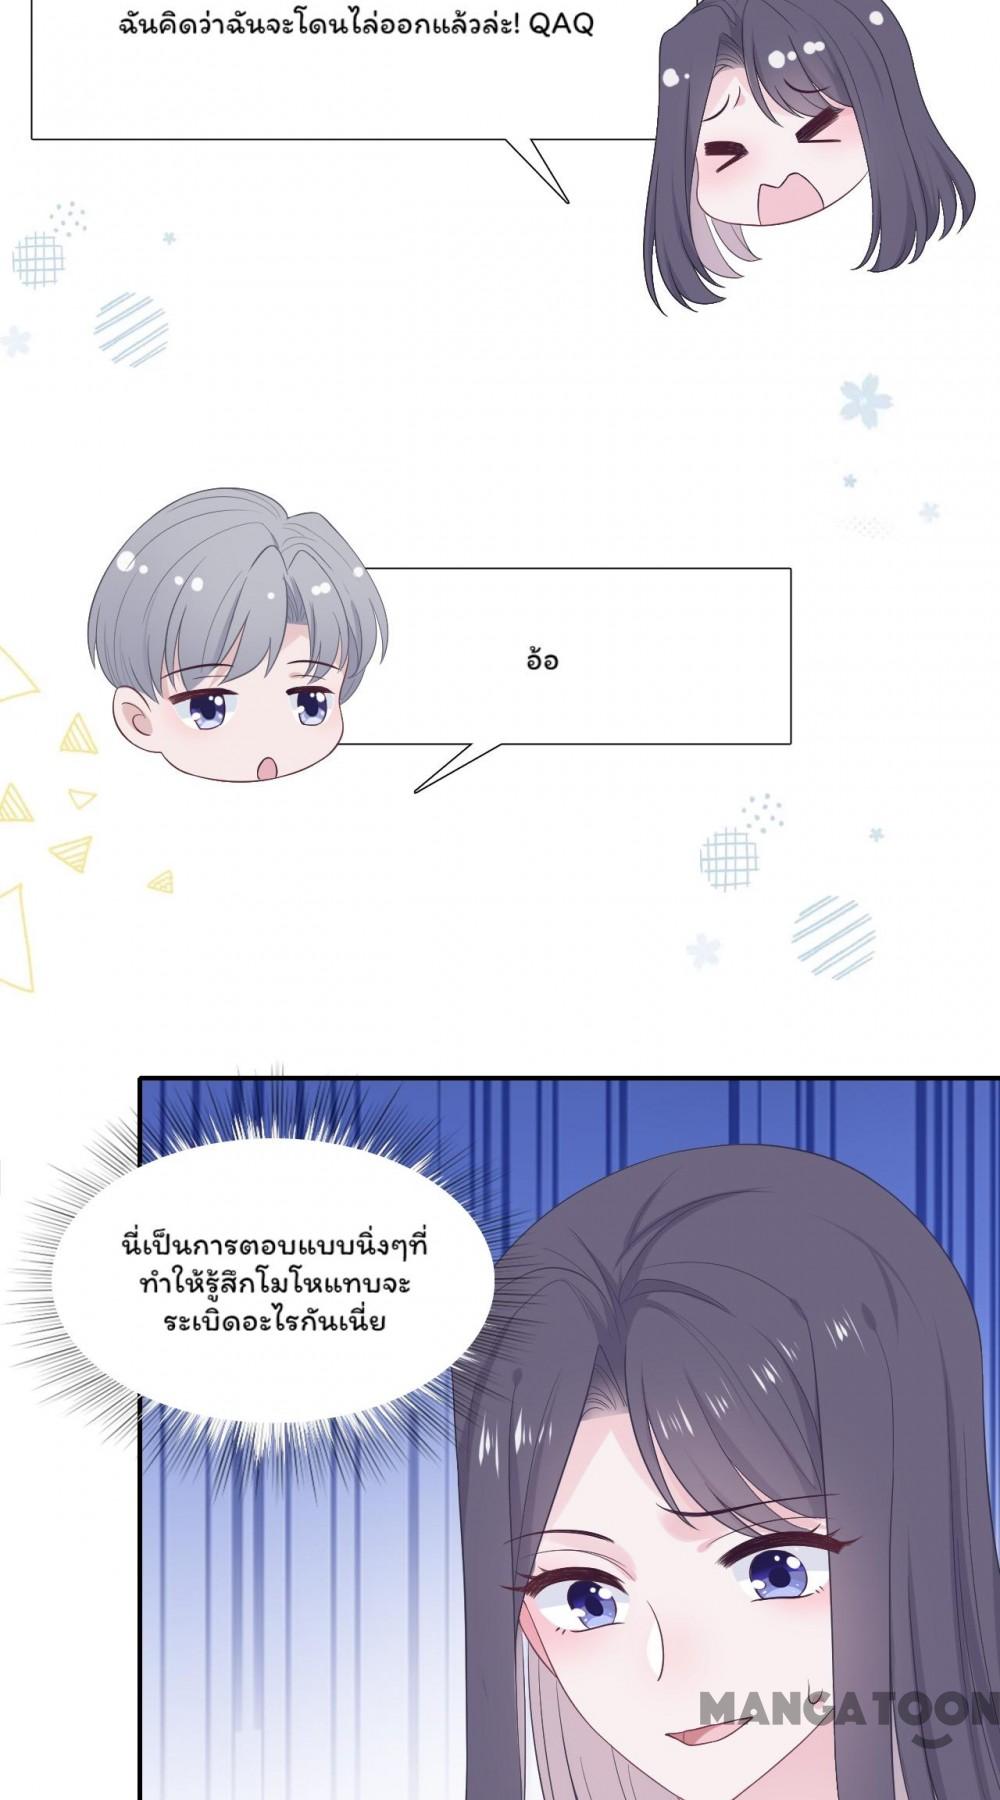 ฉันคิดว่าฉันจะโดนไล่ออกแล้วล่ะ! QAQ
อ้อ
นี่เป็นการตอบแบบนิ่งๆที่
ทำให้รู้สึกโมโหแทบจะ
ระเบิดอะไรกันเนี่ย
MANGATOON